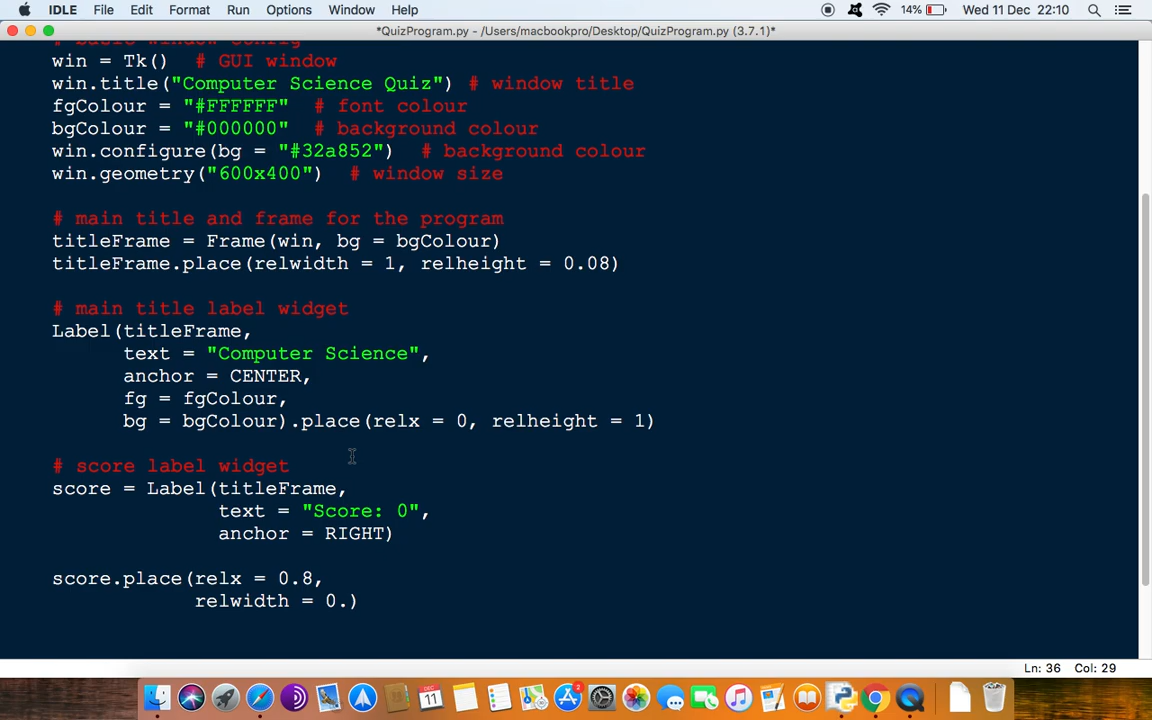 IDLE File Edit Format Run Options Window Help 14% Wed 11 Dec 22:10
*QuizProgram.py - /Users/macbookpro/Desktop/QuizProgram.py (3.7.1)*
# basic window config
win = Tk()  # GUI window
win.title("Computer Science Quiz") # window title
fgColour = "#FFFFFF"  # font colour
bgColour = "#000000"  # background colour
win.configure(bg = "#32a852")  # background colour
win.geometry("600x400")  # window size
# main title and frame for the program
titleFrame = Frame(win, bg = bgColour)
titleFrame.place(relwidth = 1, relheight = 0.08)
# main title label widget
Label(titleFrame,
text = "Computer Science",
anchor = CENTER,
fg = fgColour,
bg = bgColour).place(relx = 0, relheight = 1)
# score label widget
score = Label(titleFrame,
text = "Score: 0",
anchor = RIGHT)
score.place(relx = 0.8,
relwidth = 0.)
Ln: 36 Col: 29